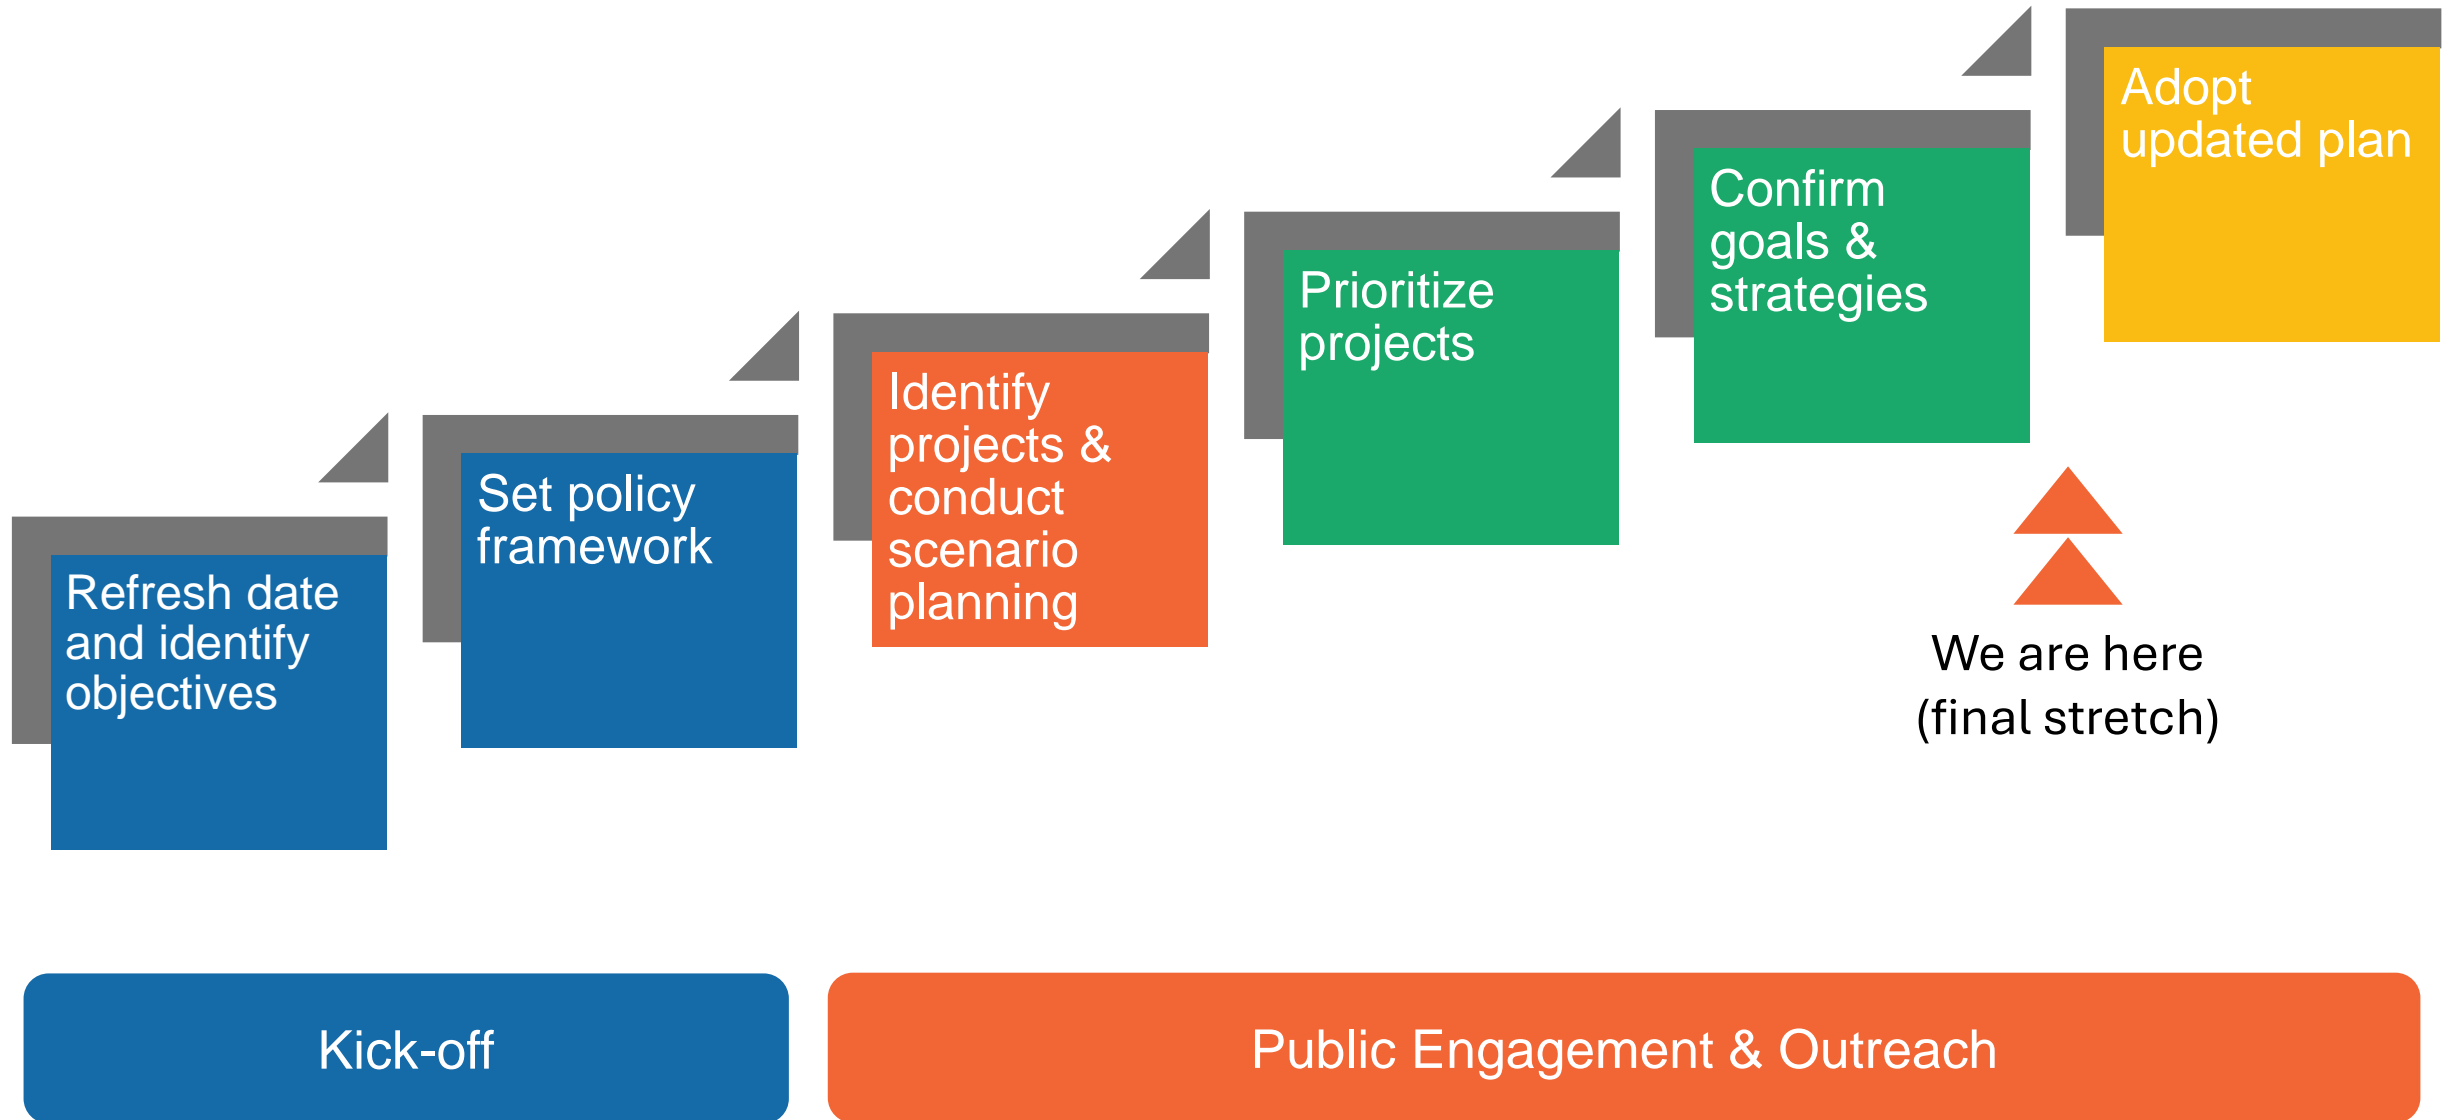 Refresh date
and identify
objectives
Set policy
framework
Identify
projects &
conduct
scenario
planning
Prioritize
projects
Confirm
goals &
strategies
Adopt
updated plan
We are here
(final stretch)
Kick-off
Public Engagement & Outreach